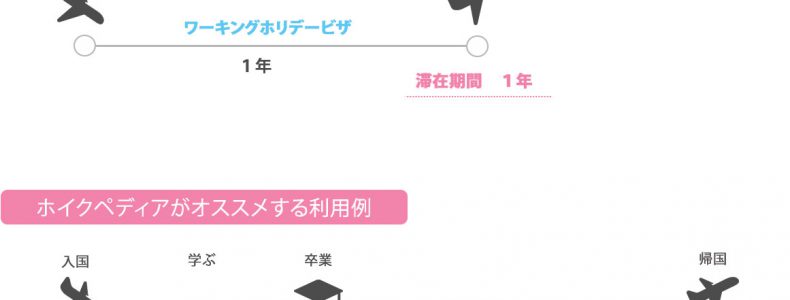 ワーキングホリデービザ
1年
滞在期間　1年
ホイクペディアがオススメする利用例
入国　学ぶ　卒業　帰国